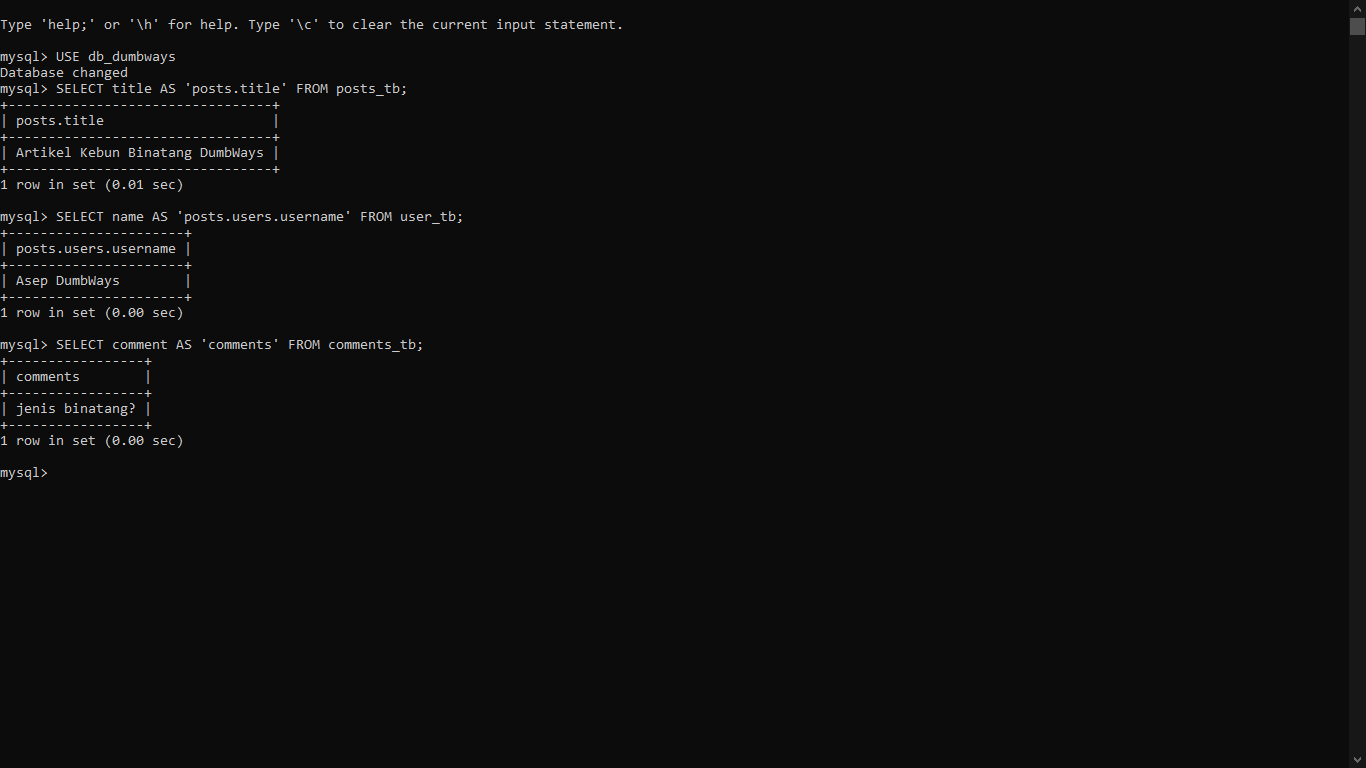 Type 'help;' or '\h' for help. Type '\c' to clear the current input statement.
mysql> USE db_dumbways
Database changed
mysql> SELECT title AS 'posts.title' FROM posts_tb;
+---------------------------------+
| posts.title                     |
+---------------------------------+
| Artikel Kebun Binatang DumbWays |
+---------------------------------+
1 row in set (0.01 sec)
mysql> SELECT name AS 'posts.users.username' FROM user_tb;
+----------------------+
| posts.users.username |
+----------------------+
| Asep DumbWays        |
+----------------------+
1 row in set (0.00 sec)
mysql> SELECT comment AS 'comments' FROM comments_tb;
+-----------------+
| comments        |
+-----------------+
| jenis binatang? |
+-----------------+
1 row in set (0.00 sec)
mysql>